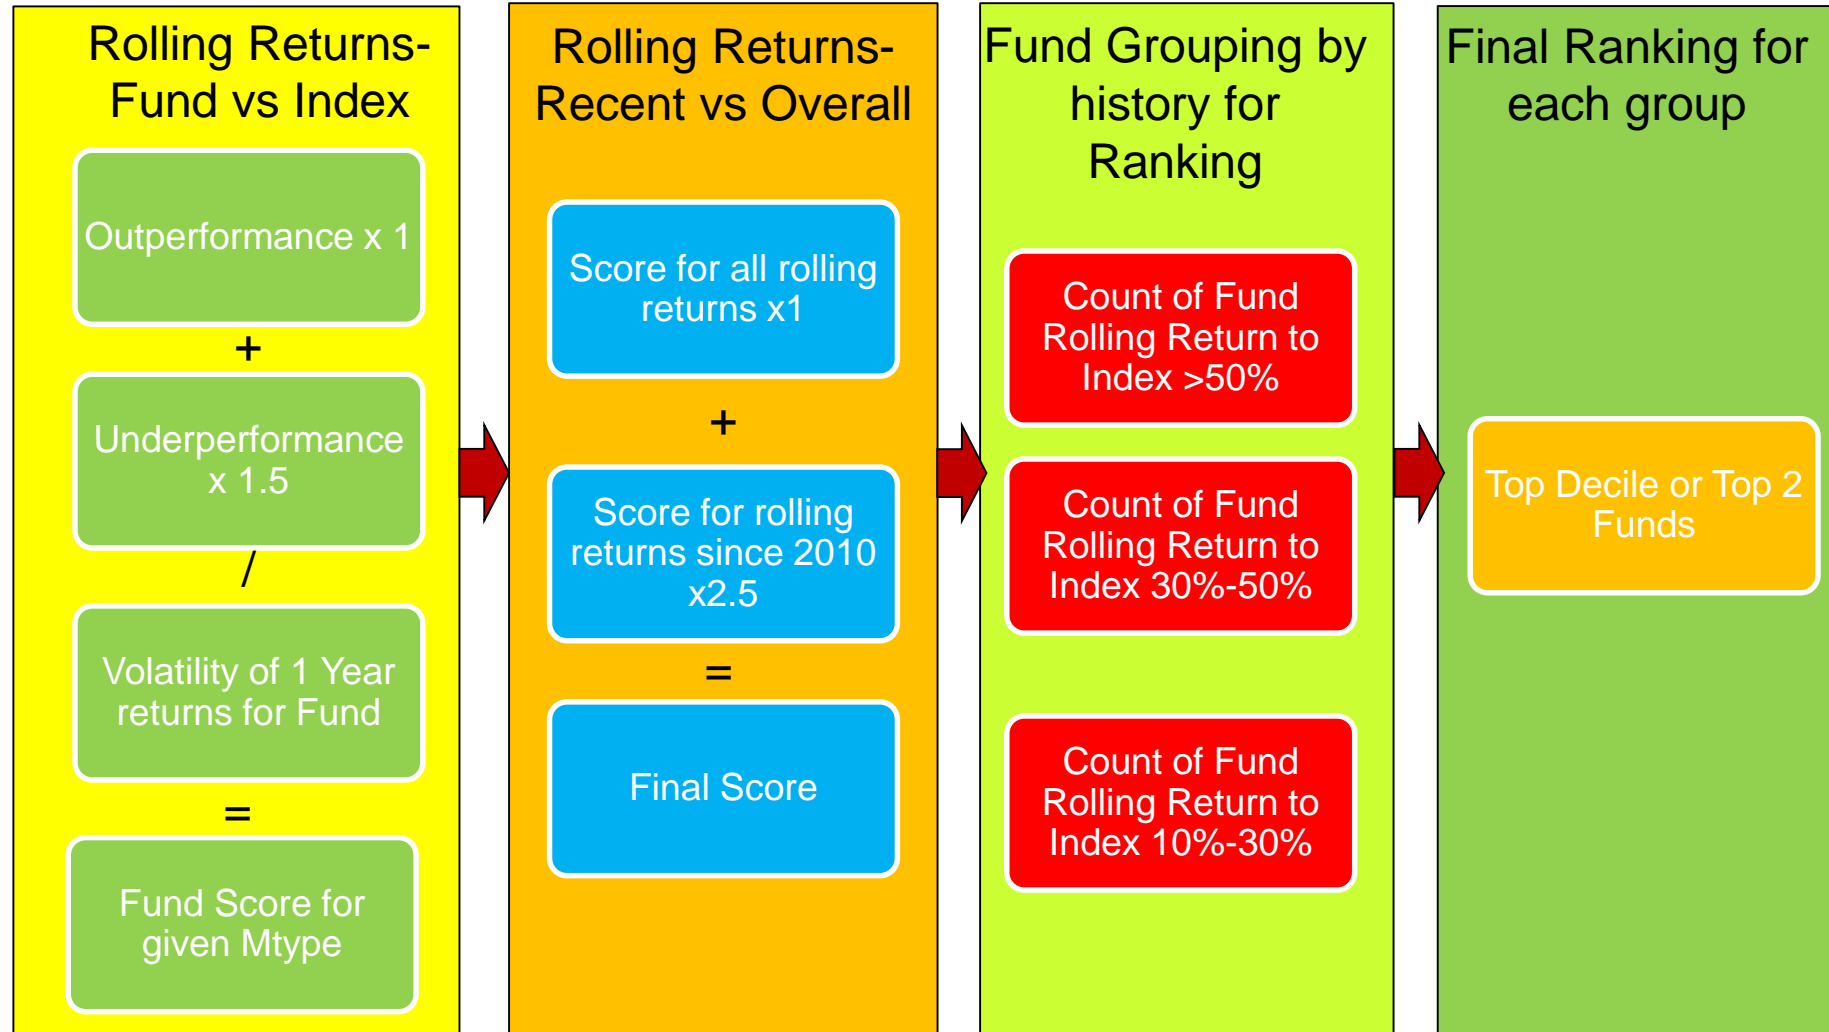 Rolling Returns-
Fund vs Index
Outperformance x 1
+
Underperformance
x 1.5
/
Volatility of 1 Year
returns for Fund
=
Fund Score for
given Mtype
Rolling Returns-
Recent vs Overall
Score for all rolling
returns x1
+
Score for rolling
returns since 2010
x2.5
=
Final Score
Fund Grouping by
history for
Ranking
Count of Fund
Rolling Return to
Index >50%
Count of Fund
Rolling Return to
Index 30%-50%
Count of Fund
Rolling Return to
Index 10%-30%
Final Ranking for
each group
Top Decile or Top 2
Funds